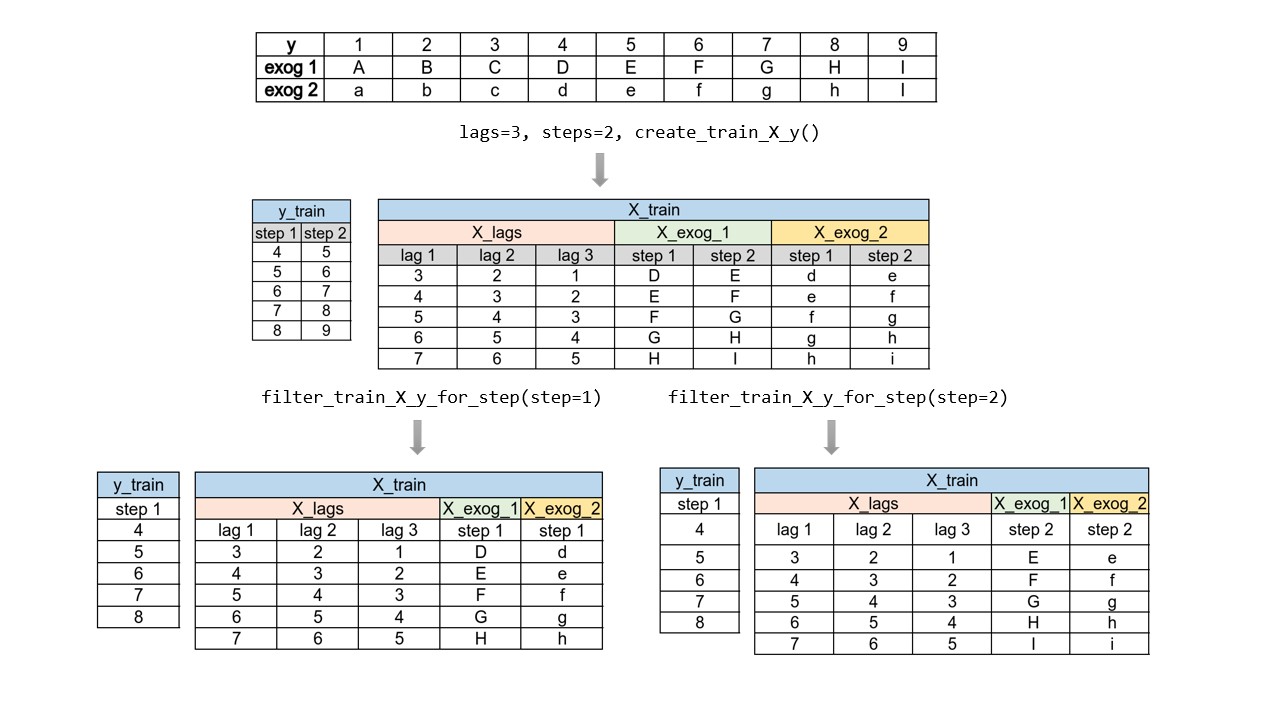 y 1 2 3 4 5 6 7 8 9
exog 1 A B C D E F G H I
exog 2 a b c d e f g h I
lags=3, steps=2, create_train_X_y()
y_train
step 1 step 2
4 5
5 6
6 7
7 8
8 9
X_train
X_lags X_exog_1 X_exog_2
lag 1 lag 2 lag 3 step 1 step 2 step 1 step 2
3 2 1 D E d e
4 3 2 E F e f
5 4 3 F G f g
6 5 4 G H g h
7 6 5 H I h i
filter_train_X_y_for_step(step=1)
filter_train_X_y_for_step(step=2)
y_train
step 1
4
5
6
7
8
X_train
X_lags X_exog_1 X_exog_2
lag 1 lag 2 lag 3 step 1 step 1
3 2 1 D d
4 3 2 E e
5 4 3 F f
6 5 4 G g
7 6 5 H h
y_train
step 1
4
5
6
7
8
X_train
X_lags X_exog_1 X_exog_2
lag 1 lag 2 lag 3 step 2 step 2
3 2 1 E e
4 3 2 F f
5 4 3 G g
6 5 4 H h
7 6 5 I i